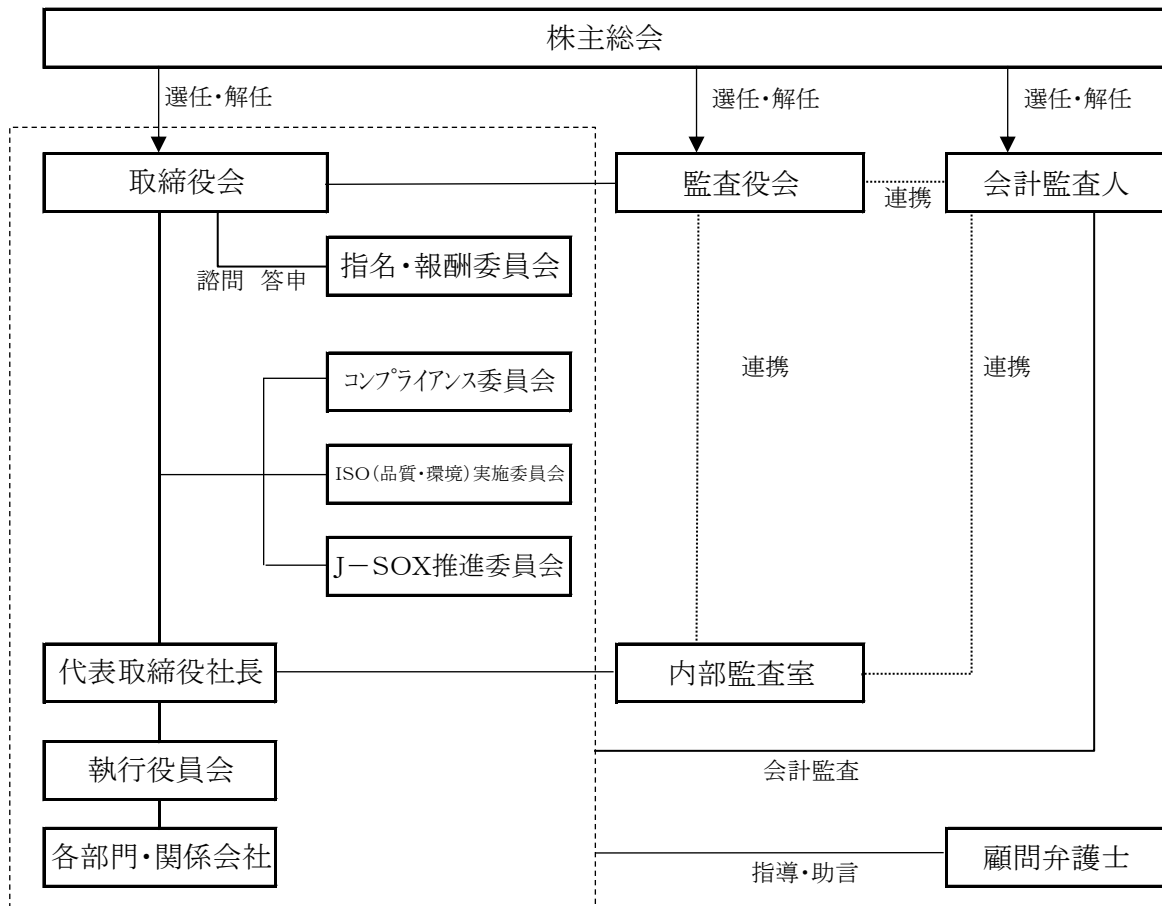 株主総会
選任・解任
選任・解任
選任・解任
取締役会
監査役会
連携
会計監査人
諮問 答申
指名・報酬委員会
コンプライアンス委員会
連携
連携
ISO(品質・環境)実施委員会
J－SOX推進委員会
代表取締役社長
内部監査室
執行役員会
会計監査
各部門・関係会社
指導・助言
顧問弁護士